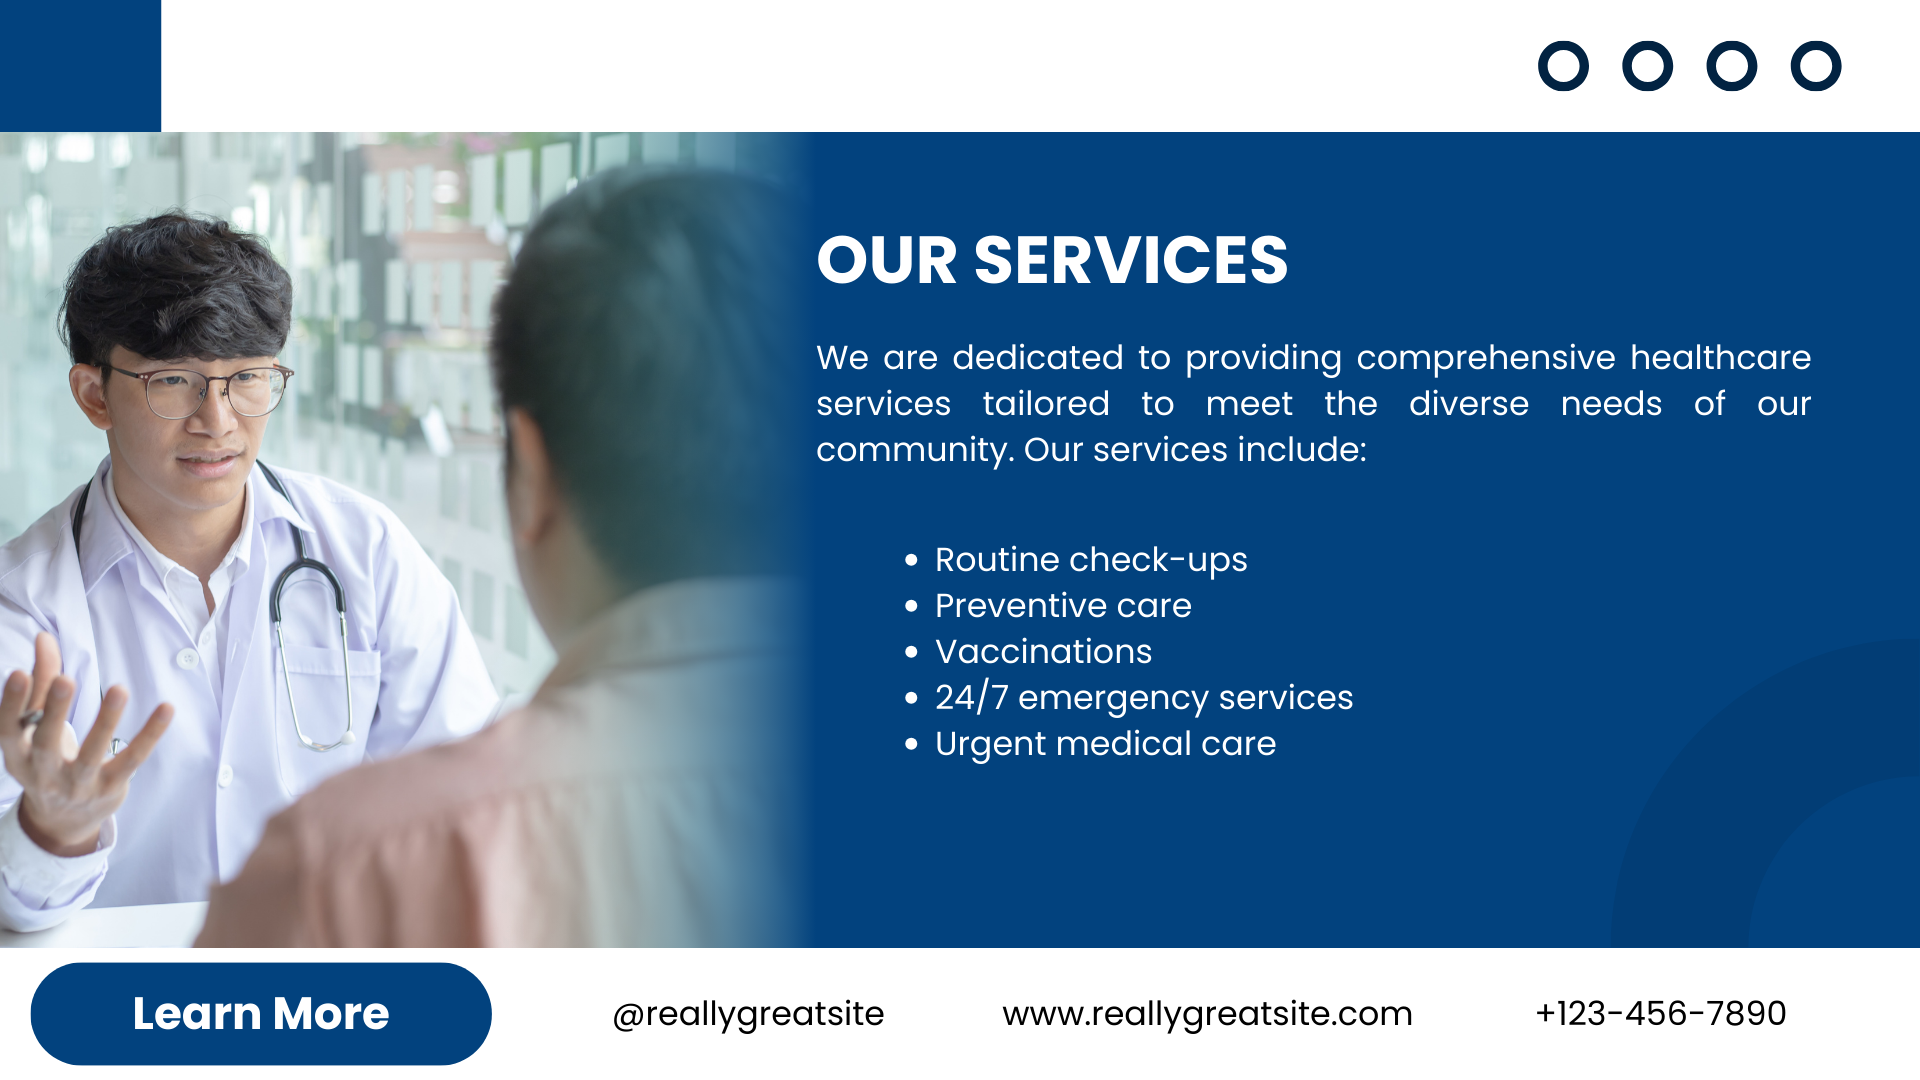 OUR SERVICES
We are dedicated to providing comprehensive healthcare
services tailored to meet the diverse needs of our
community. Our services include:
• Routine check-ups
• Preventive care
• Vaccinations
• 24/7 emergency services
• Urgent medical care
Learn More
@reallygreatsite
www.reallygreatsite.com
+123-456-7890